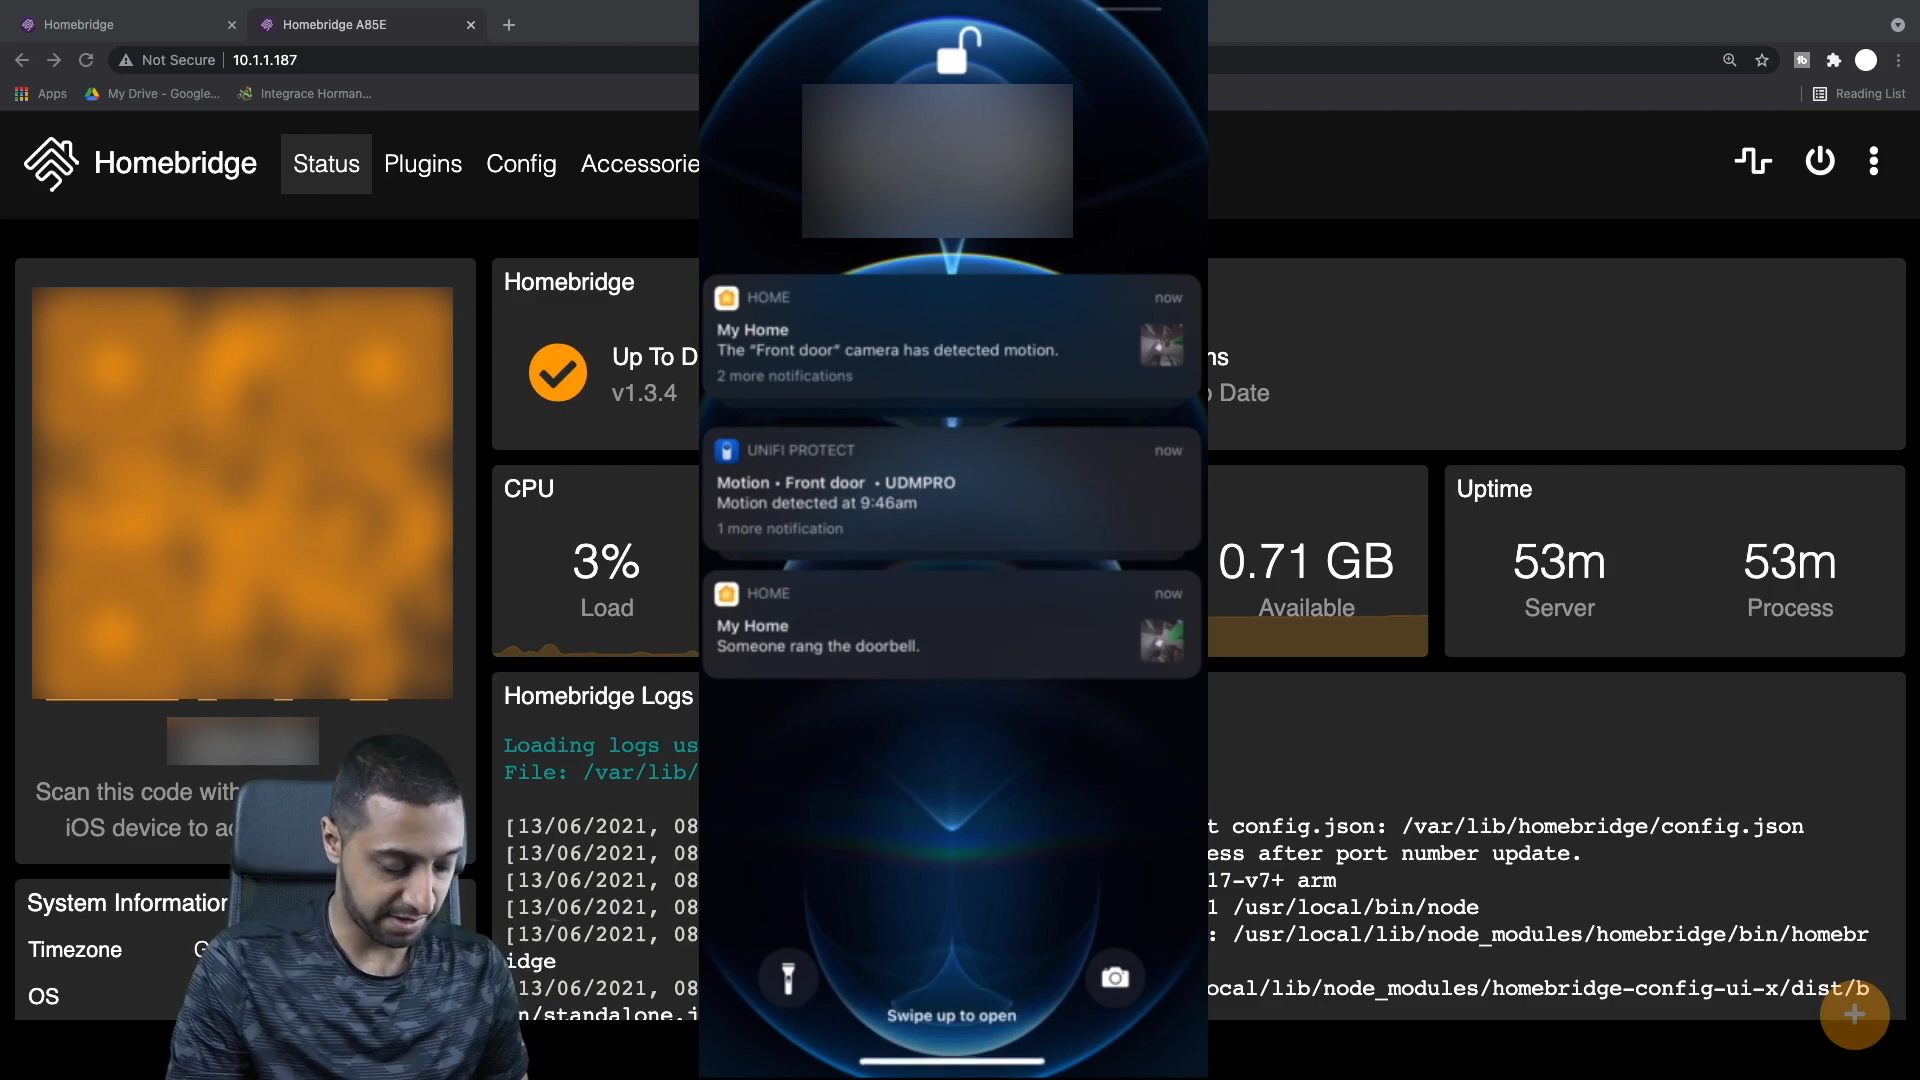 Homebridge
Homebridge A85E
Not Secure
10.1.1.187
Apps
My Drive - Google...
Integrace Horman...
Reading List
Homebridge
Status
Plugins
Config
Accessorie
HOME
now
My Home
The "Front door" camera has detected motion.
2 more notifications
UNIFI PROTECT
now
Motion • Front door • UDMPRO
Motion detected at 9:46am
1 more notification
HOME
now
My Home
Someone rang the doorbell.
Swipe up to open
Scan this code with
iOS device to a
System Information
Timezone
G
OS
Homebridge
Up To D
v1.3.4
ns
Date
CPU
3%
Load
0.71 GB
Available
Uptime
53m
Server
53m
Process
Homebridge Logs
Loading logs us
File: /var/lib/
[13/06/2021, 08
t config.json: /var/lib/homebridge/config.json
[13/06/2021, 08
ess after port number update.
[13/06/2021, 08
17-v7+ arm
[13/06/2021, 08
1 /usr/local/bin/node
[13/06/2021, 08
: /usr/local/lib/node_modules/homebridge/bin/homebr
idge
13/06/2021, 08
ocal/lib/node_modules/homebridge-config-ui-x/dist/b
n/standalone.j